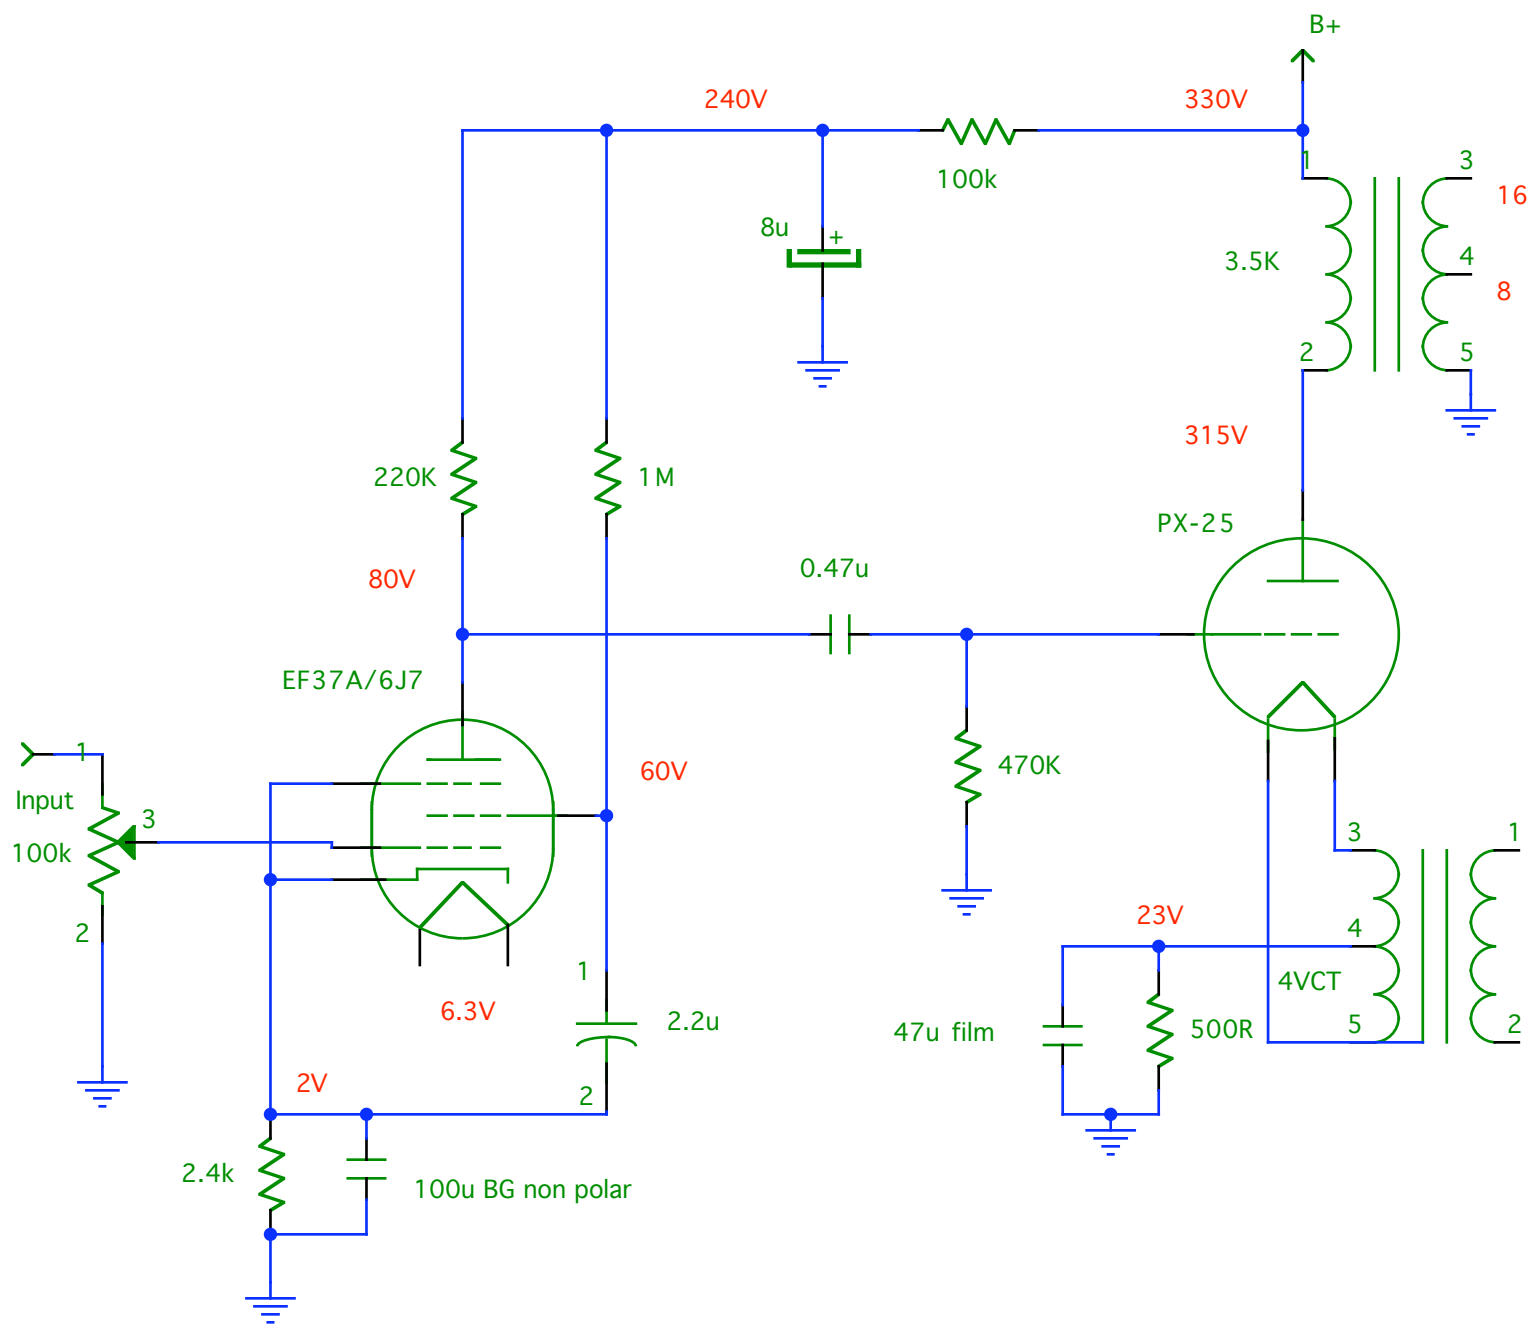 B+
240V
330V
1
3
16
100k
8u
+
3.5K
4
8
2
5
315V
220K
1M
PX-25
80V
0.47u
EF37A/6J7
1
60V
470K
Input
3
100k
3
1
2
23V
4
4VCT
1
6.3V
2.2u
47u film
500R
5
2
2V
2
2.4k
100u BG non polar